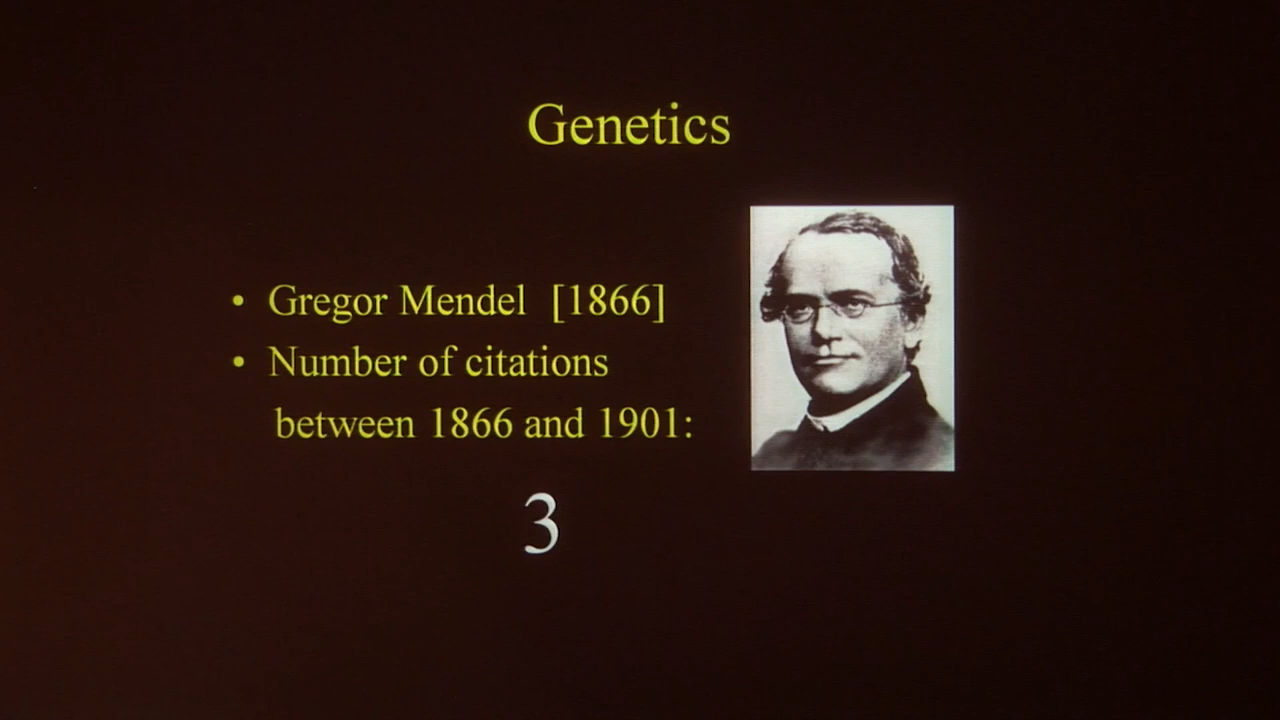 Genetics
• Gregor Mendel [1866]
• Number of citations
between 1866 and 1901:
3